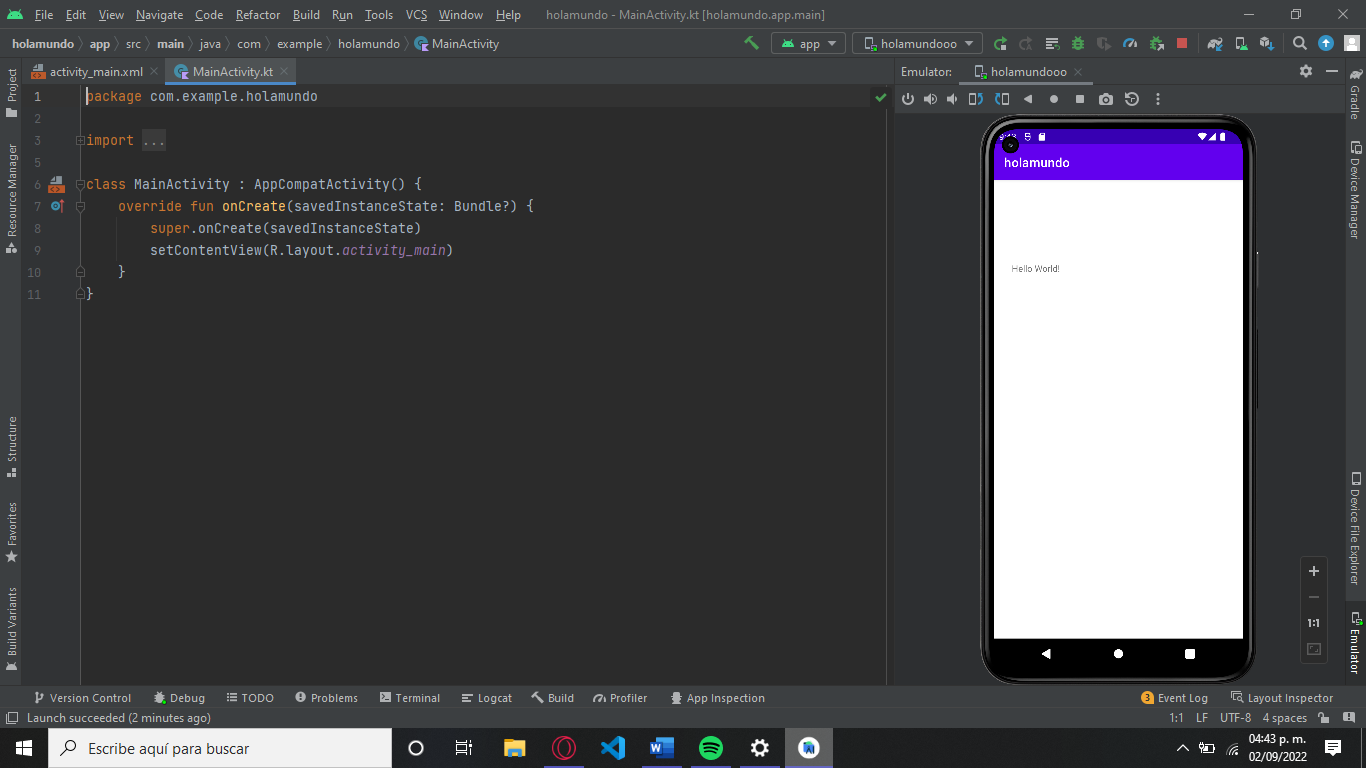 File Edit View Navigate Code Refactor Build Run Tools VCS Window Help holamundo - MainActivity.kt [holamundo.app.main]
holamundo app src main java com example holamundo MainActivity app holamundooo
Project
Resource Manager
Structure
Favorites
Build Variants
activity_main.xml MainActivity.kt
1 package com.example.holamundo
2
3 import ...
5
6 class MainActivity : AppCompatActivity() {
7 override fun onCreate(savedInstanceState: Bundle?) {
8 super.onCreate(savedInstanceState)
9 setContentView(R.layout.activity_main)
10 }
11 }
Emulator: holamundooo
holamundo
Hello World!
1:1
Gradle
Device Manager
Device File Explorer
Emulator
Version Control Debug TODO Problems Terminal Logcat Build Profiler App Inspection 3 Event Log Layout Inspector
Launch succeeded (2 minutes ago) 1:1 LF UTF-8 4 spaces
Escribe aquí para buscar
04:43 p. m.
02/09/2022